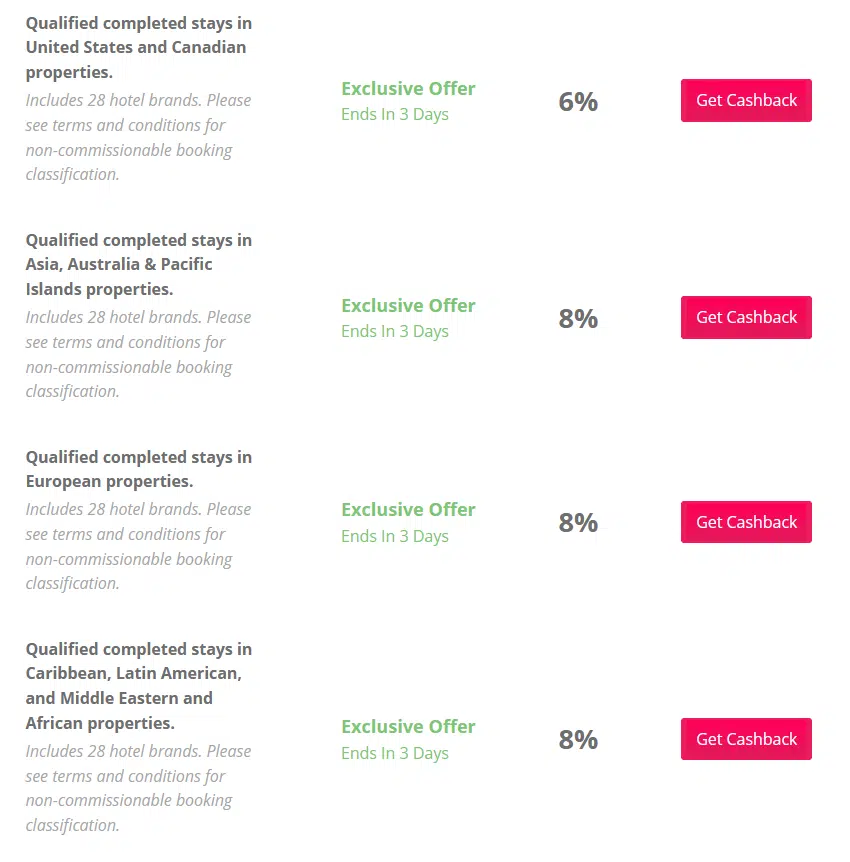 Qualified completed stays in
United States and Canadian
properties.
Includes 28 hotel brands. Please
see terms and conditions for
non-commissionable booking
classification.
Exclusive Offer
Ends In 3 Days
6%
Get Cashback
Qualified completed stays in
Asia, Australia & Pacific
Islands properties.
Includes 28 hotel brands. Please
see terms and conditions for
non-commissionable booking
classification.
Exclusive Offer
Ends In 3 Days
8%
Get Cashback
Qualified completed stays in
European properties.
Includes 28 hotel brands. Please
see terms and conditions for
non-commissionable booking
classification.
Exclusive Offer
Ends In 3 Days
8%
Get Cashback
Qualified completed stays in
Caribbean, Latin American,
and Middle Eastern and
African properties.
Includes 28 hotel brands. Please
see terms and conditions for
non-commissionable booking
classification.
Exclusive Offer
Ends In 3 Days
8%
Get Cashback